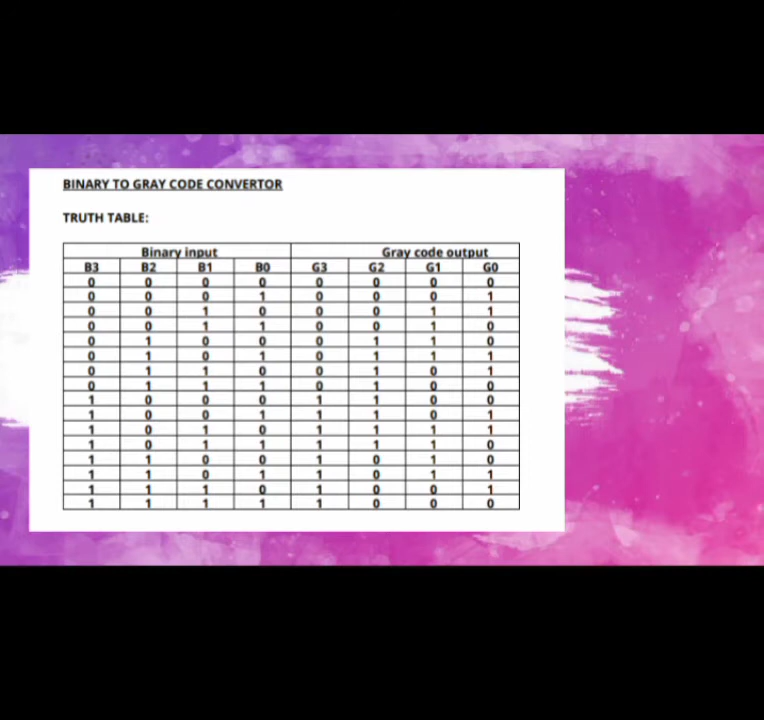 BINARY TO GRAY CODE CONVERTOR
TRUTH TABLE:
Binary input Gray code output
B3 B2 B1 B0 G3 G2 G1 G0
0 0 0 0 0 0 0 0
0 0 0 1 0 0 0 1
0 0 1 0 0 0 1 1
0 0 1 1 0 0 1 0
0 1 0 0 0 1 1 0
0 1 0 1 0 1 1 1
0 1 1 0 0 1 0 1
0 1 1 1 0 1 0 0
1 0 0 0 1 1 0 0
1 0 0 1 1 1 0 1
1 0 1 0 1 1 1 1
1 0 1 1 1 1 1 0
1 1 0 0 1 0 1 0
1 1 0 1 1 0 1 1
1 1 1 0 1 0 0 1
1 1 1 1 1 0 0 0